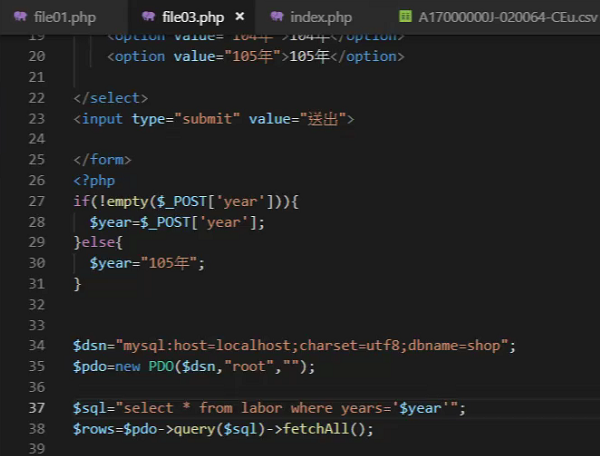 file01.php file03.php × index.php A17000000J-020064-CEu.csv
19 <option value="104年">104年</option>
20 <option value="105年">105年</option>
21
22 </select>
23 <input type="submit" value="送出">
24
25 </form>
26 <?php
27 if(!empty($_POST['year'])){
28 $year=$_POST['year'];
29 }else{
30 $year="105年";
31 }
32
33
34 $dsn="mysql:host=localhost;charset=utf8;dbname=shop";
35 $pdo=new PDO($dsn,"root","");
36
37 $sql="select * from labor where years='$year'";
38 $rows=$pdo->query($sql)->fetchAll();
39